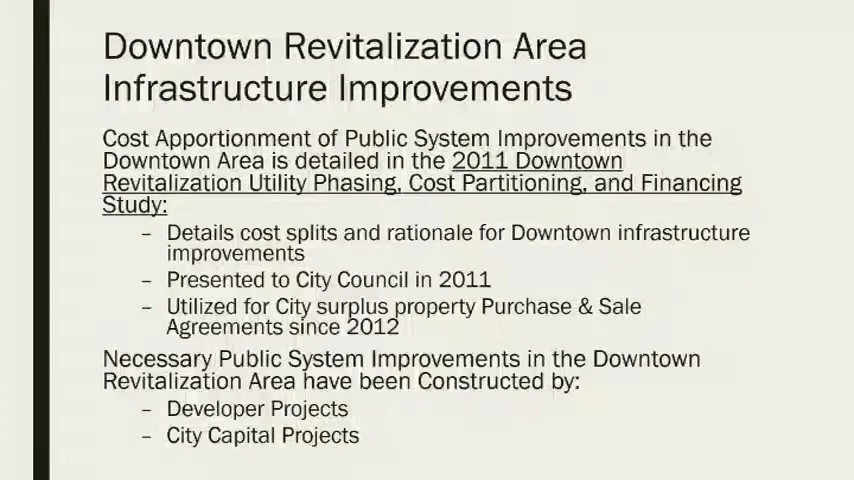 Downtown Revitalization Area
Infrastructure Improvements
Cost Apportionment of Public System Improvements in the
Downtown Area is detailed in the 2011 Downtown
Revitalization Utility Phasing, Cost Partitioning, and Financing
Study:
– Details cost splits and rationale for Downtown infrastructure
improvements
– Presented to City Council in 2011
– Utilized for City surplus property Purchase & Sale
Agreements since 2012
Necessary Public System Improvements in the Downtown
Revitalization Area have been Constructed by:
– Developer Projects
– City Capital Projects